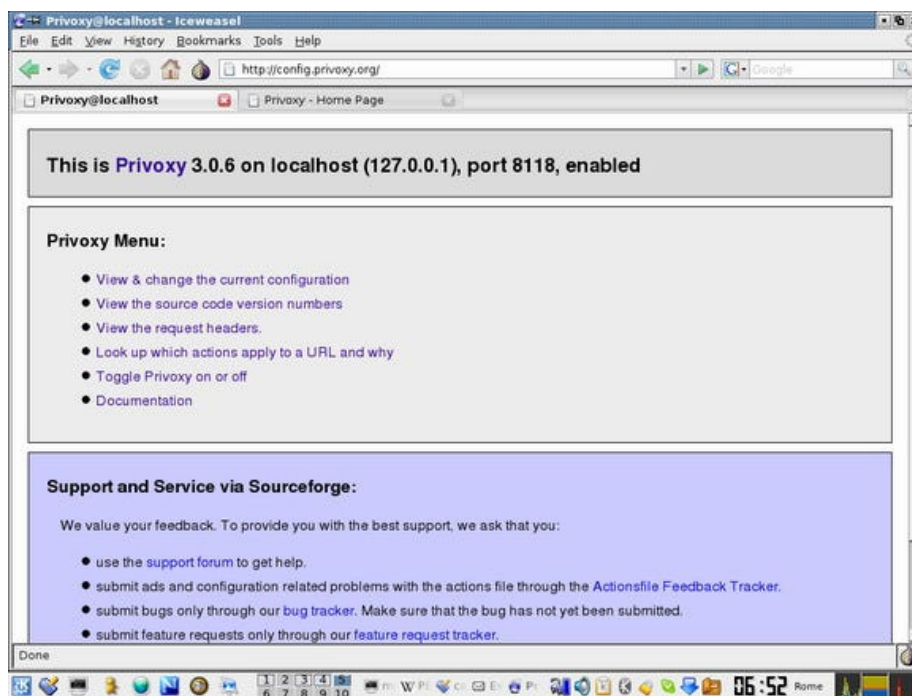 Privoxy@localhost - Iceweasel
File Edit View History Bookmarks Tools Help
http://config.privoxy.org/
Google
Privoxy@localhost
Privoxy - Home Page
This is Privoxy 3.0.6 on localhost (127.0.0.1), port 8118, enabled
Privoxy Menu:
View & change the current configuration
View the source code version numbers
View the request headers.
Look up which actions apply to a URL and why
Toggle Privoxy on or off
Documentation
Support and Service via Sourceforge:
We value your feedback. To provide you with the best support, we ask that you:
use the support forum to get help.
submit ads and configuration related problems with the actions file through the Actionsfile Feedback Tracker.
submit bugs only through our bug tracker. Make sure that the bug has not yet been submitted.
submit feature requests only through our feature request tracker.
Done
1 2 3 4 5
6 7 8 9 10
06:52 Rome